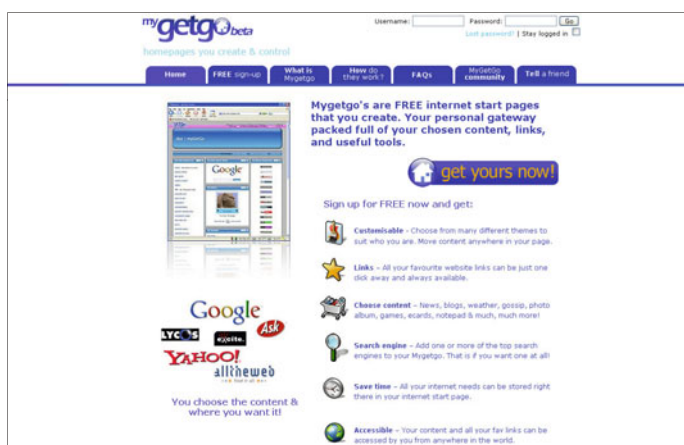 mygetgo beta
Username: Password: Go
Lost password? | Stay logged in
homepages you create & control
Home
FREE sign-up
What is
Mygetgo
How do
they work?
FAQs
MyGetGo
community
Tell a friend
Mygetgo's are FREE internet start pages
that you create. Your personal gateway
packed full of your chosen content, links,
and useful tools.
get yours now!
Google
Sign up for FREE now and get:
Customisable - Choose from many different themes to
suit who you are. Move content anywhere in your page.
Links – All your favourite website links can be just one
click away and always available.
Choose content – News, blogs, weather, gossip, photo
album, games, ecards, notepad & much, much more!
Search engine – Add one or more of the top search
engines to your Mygetgo. That is if you want one at all!
Save time – All your internet needs can be stored right
there in your internet start page.
Accessible – Your content and all your fav links can be
accessed by you from anywhere in the world.
Google
LYCOS excite. Ask
YAHOO!
alltheweb
You choose the content &
where you want it!